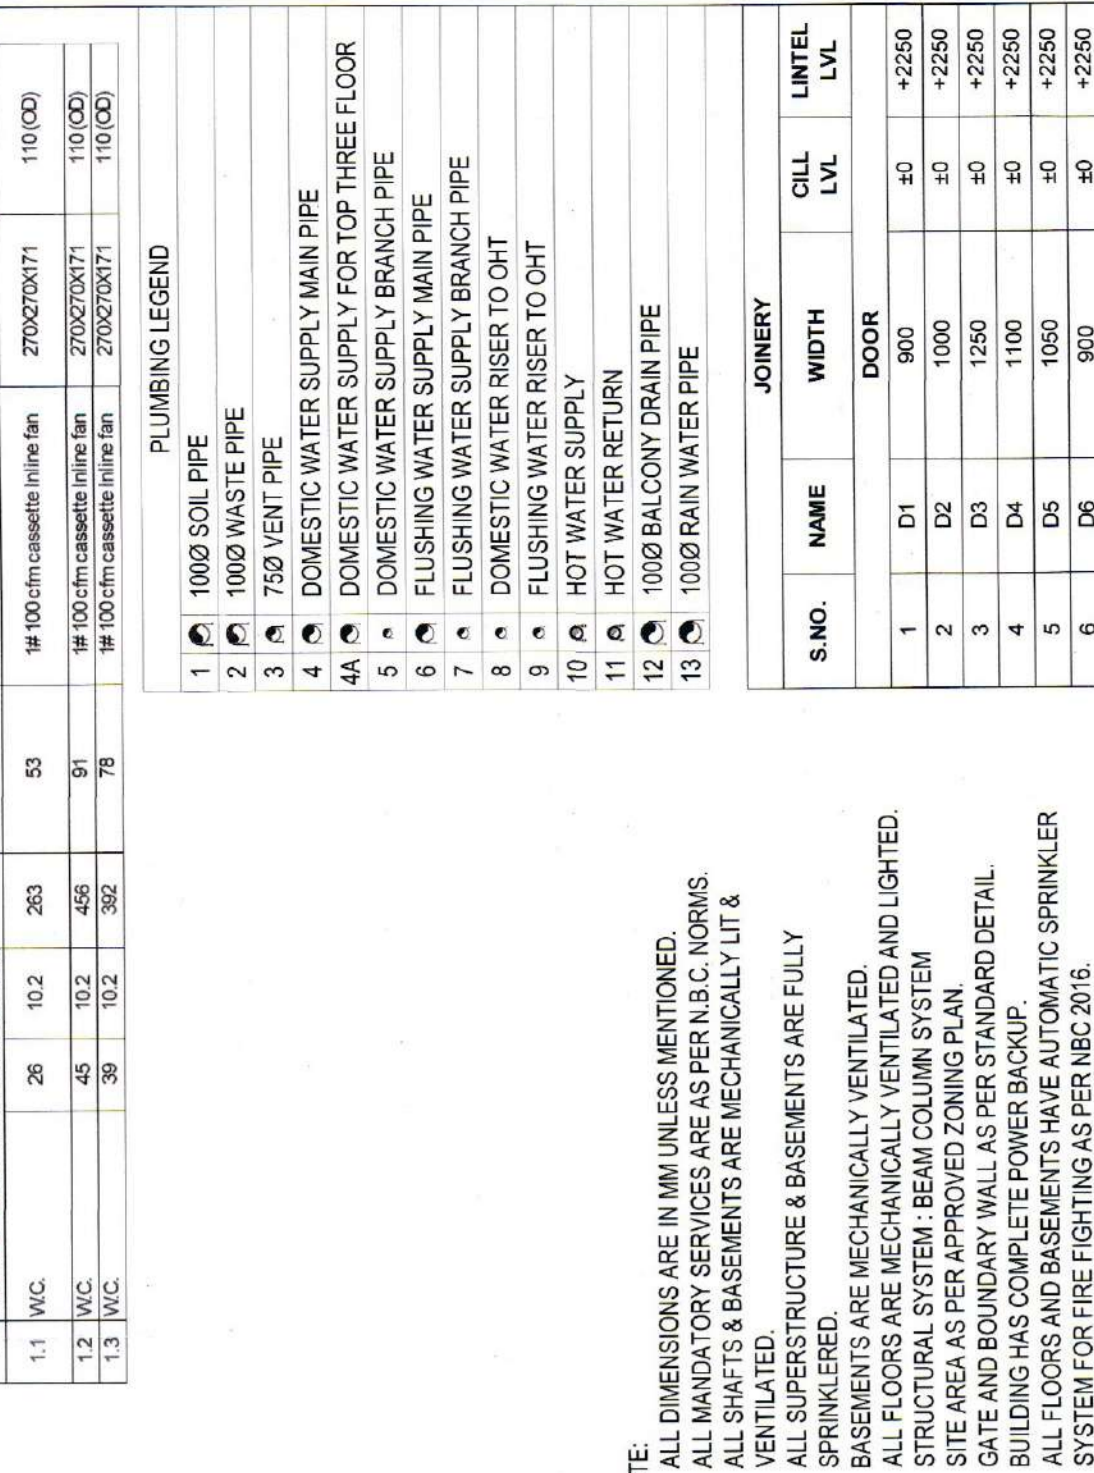 1.1 W.C. 26 10.2 263 53 1# 100 cfm cassette Inline fan 270X270X171 110 (OD)
1.2 W.C. 45 10.2 456 91 1# 100 cfm cassette Inline fan 270X270X171 110 (OD)
1.3 W.C. 39 10.2 392 78 1# 100 cfm cassette Inline fan 270X270X171 110 (OD)
PLUMBING LEGEND
1 100Ø SOIL PIPE
2 100Ø WASTE PIPE
3 75Ø VENT PIPE
4 DOMESTIC WATER SUPPLY MAIN PIPE
4A DOMESTIC WATER SUPPLY FOR TOP THREE FLOOR
5 DOMESTIC WATER SUPPLY BRANCH PIPE
6 FLUSHING WATER SUPPLY MAIN PIPE
7 FLUSHING WATER SUPPLY BRANCH PIPE
8 DOMESTIC WATER RISER TO OHT
9 FLUSHING WATER RISER TO OHT
10 HOT WATER SUPPLY
11 HOT WATER RETURN
12 100Ø BALCONY DRAIN PIPE
13 100Ø RAIN WATER PIPE
TE:
ALL DIMENSIONS ARE IN MM UNLESS MENTIONED.
ALL MANDATORY SERVICES ARE AS PER N.B.C. NORMS.
ALL SHAFTS & BASEMENTS ARE MECHANICALLY LIT &
VENTILATED.
ALL SUPERSTRUCTURE & BASEMENTS ARE FULLY
SPRINKLERED.
BASEMENTS ARE MECHANICALLY VENTILATED.
ALL FLOORS ARE MECHANICALLY VENTILATED AND LIGHTED.
STRUCTURAL SYSTEM : BEAM COLUMN SYSTEM
SITE AREA AS PER APPROVED ZONING PLAN.
GATE AND BOUNDARY WALL AS PER STANDARD DETAIL.
BUILDING HAS COMPLETE POWER BACKUP.
ALL FLOORS AND BASEMENTS HAVE AUTOMATIC SPRINKLER
SYSTEM FOR FIRE FIGHTING AS PER NBC 2016.
JOINERY
S.NO. NAME WIDTH CILL LVL LINTEL LVL
DOOR
1 D1 900 ±0 +2250
2 D2 1000 ±0 +2250
3 D3 1250 ±0 +2250
4 D4 1100 ±0 +2250
5 D5 1050 ±0 +2250
6 D6 900 ±0 +2250